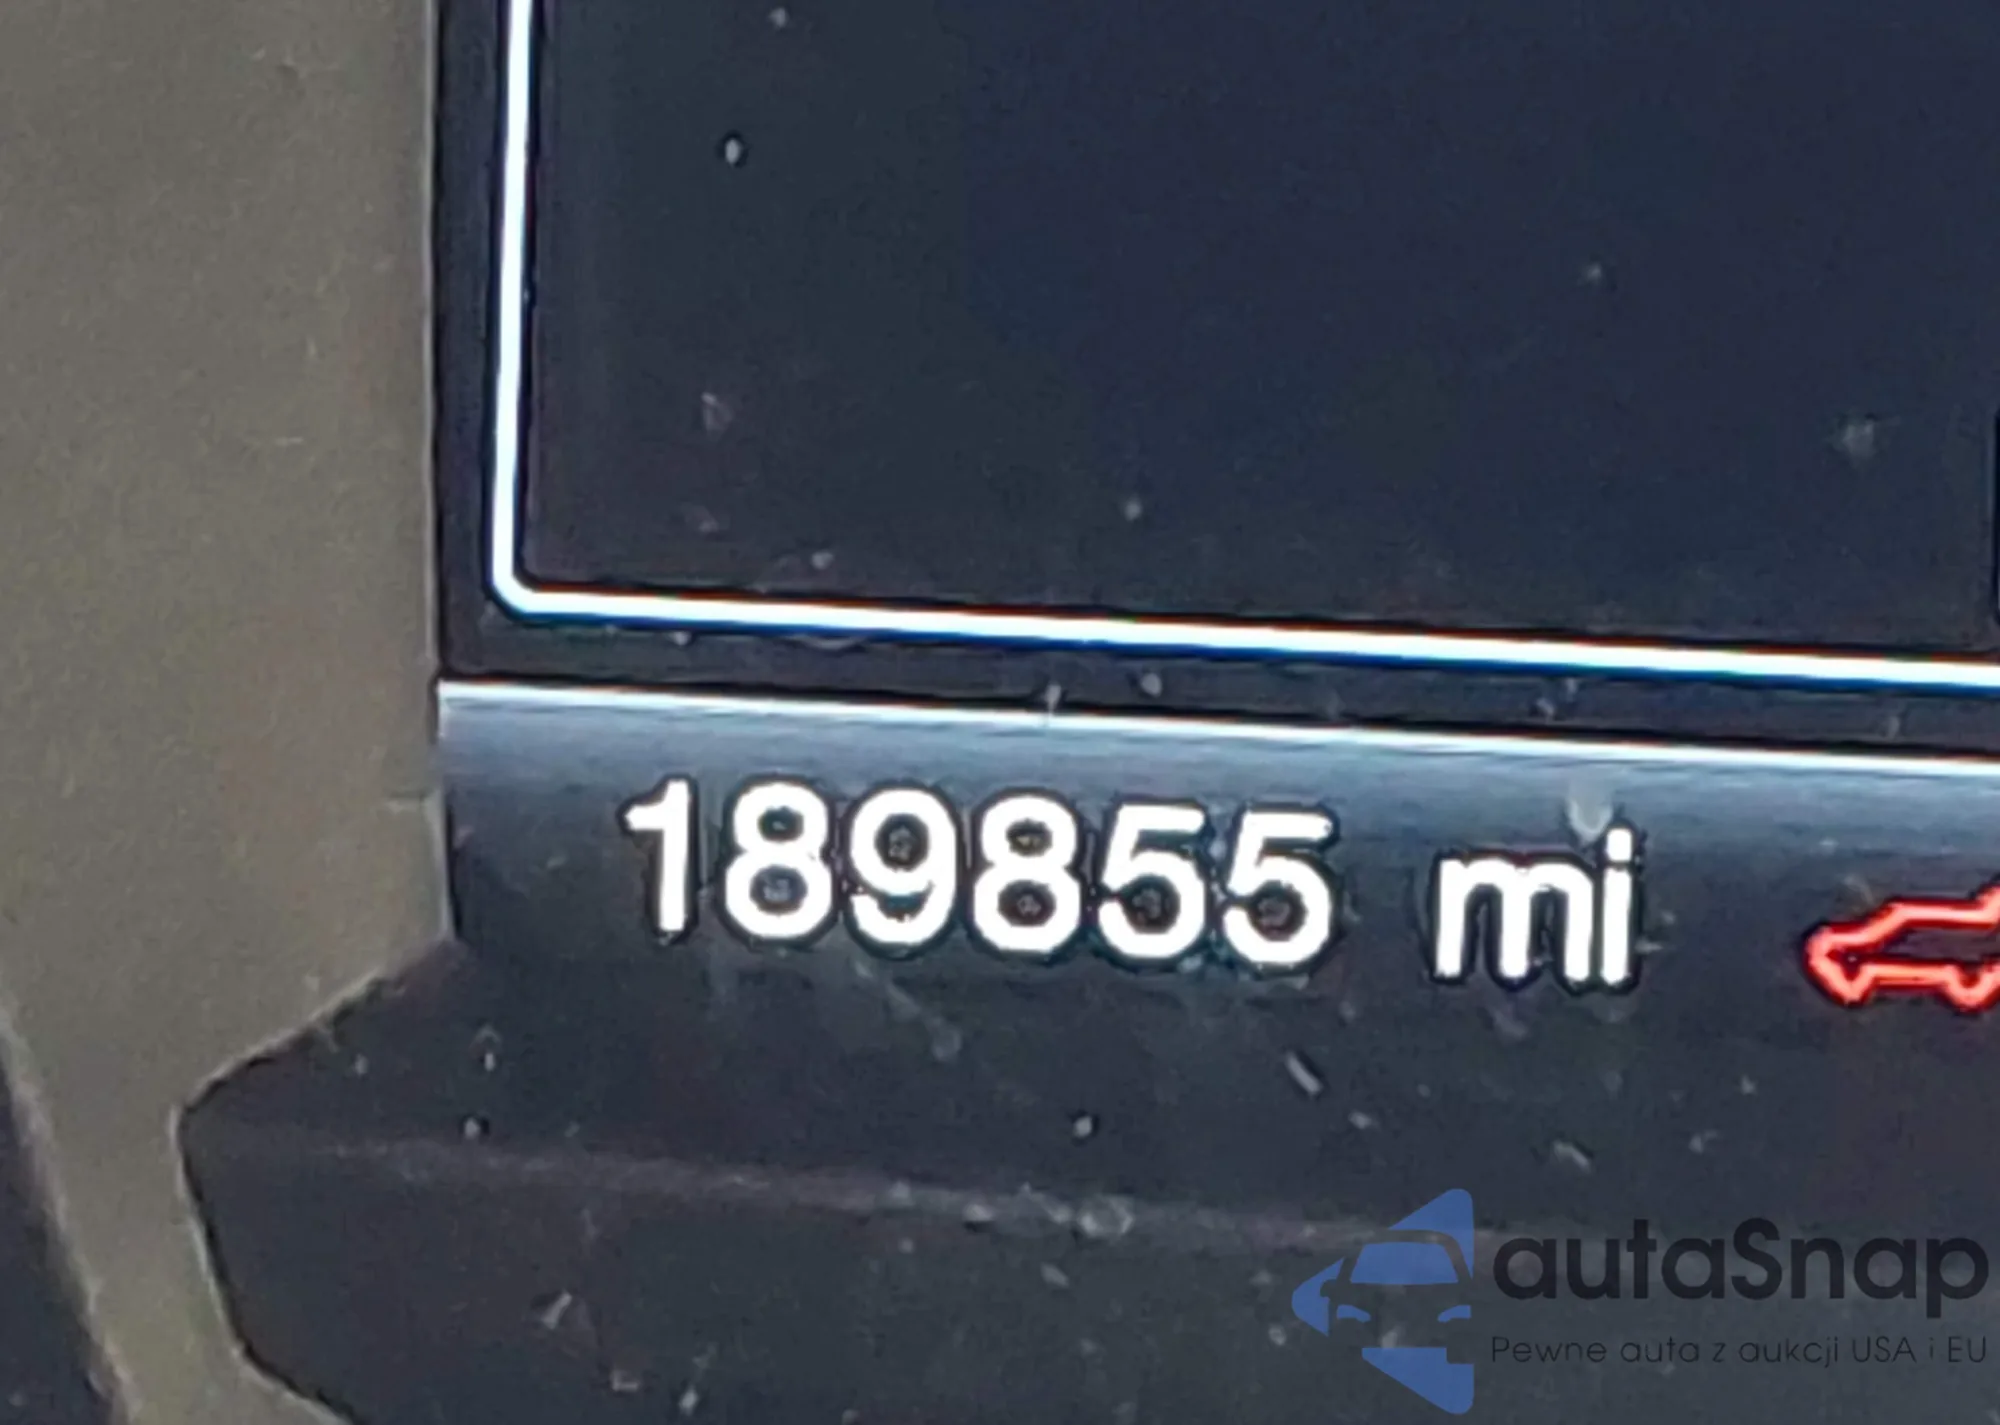 189855 mi
autaSnap
Pewne auta z aukcji USA i EU